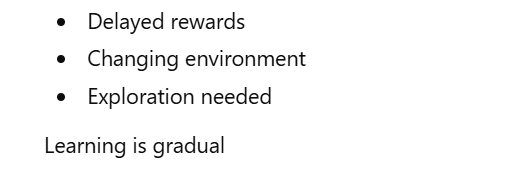 • Delayed rewards
• Changing environment
• Exploration needed
Learning is gradual